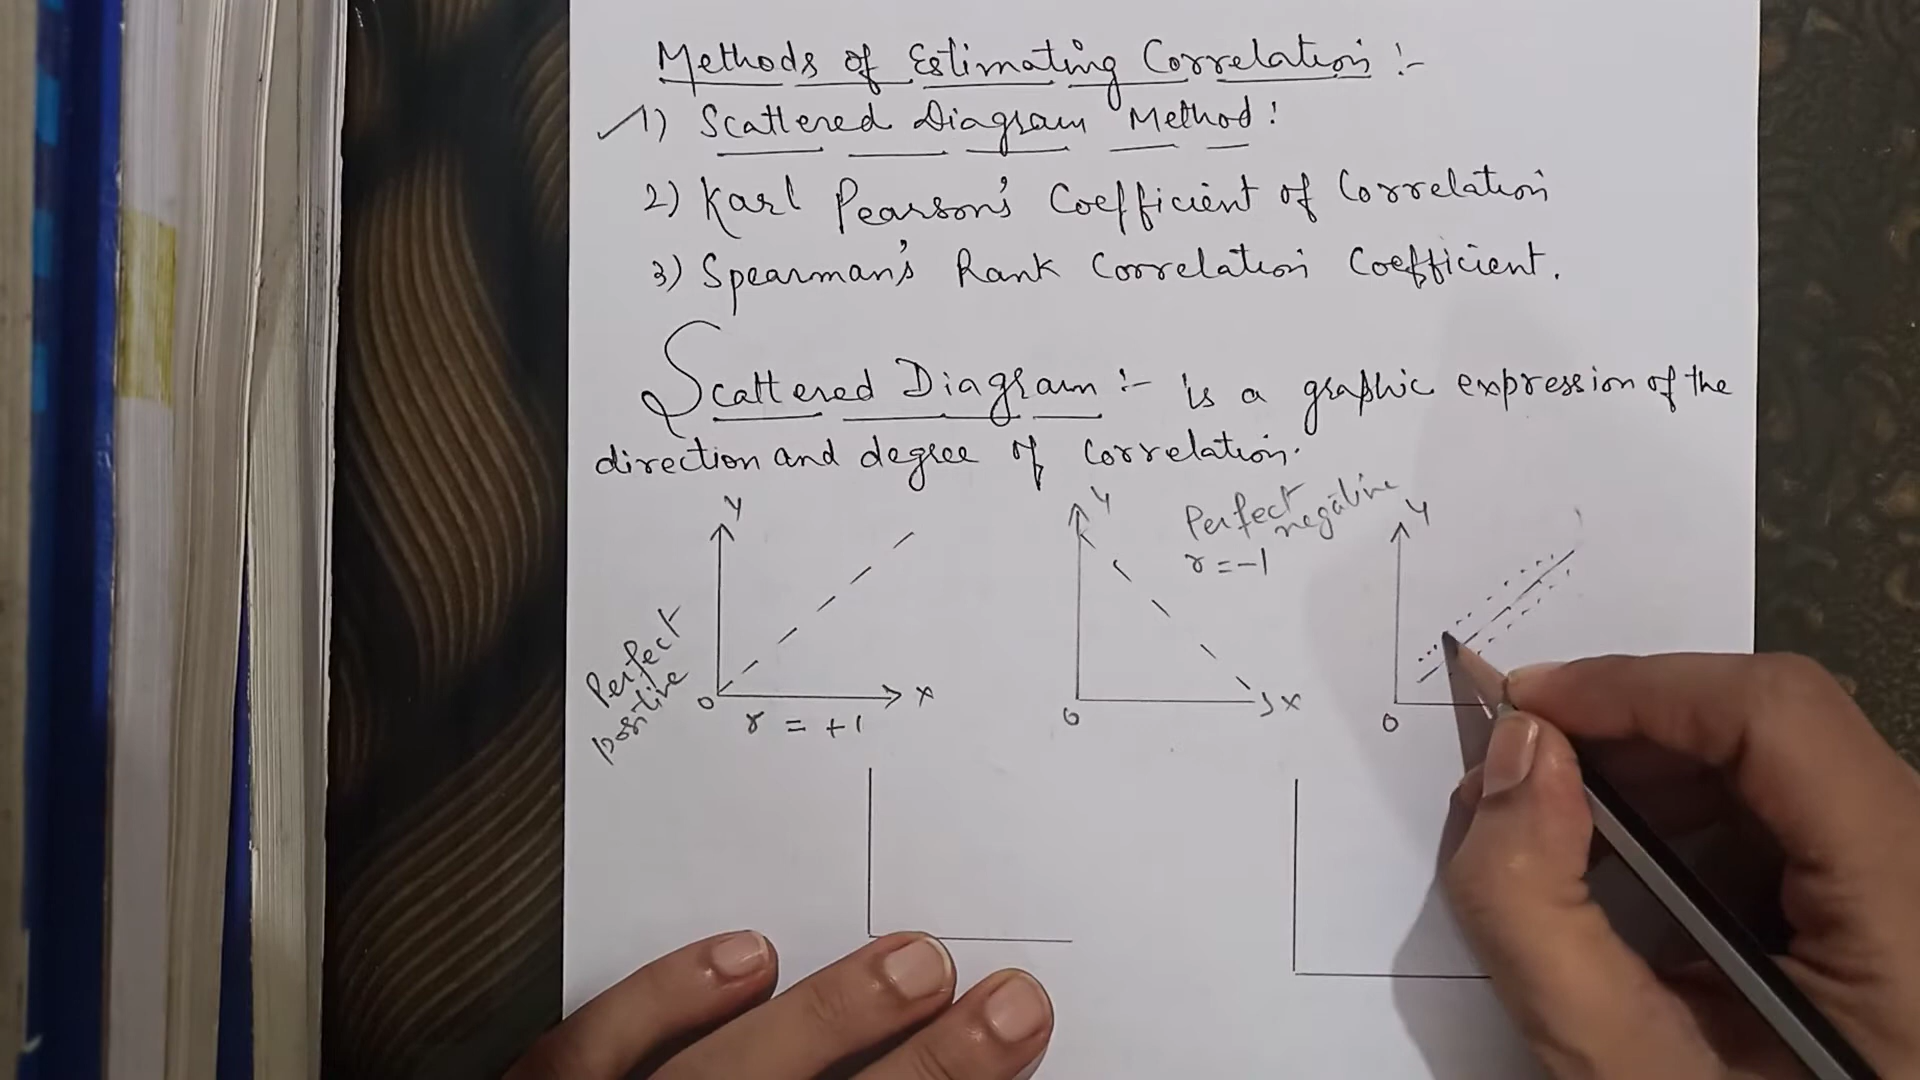 Methods of Estimating Correlation :-
1) Scattered Diagram Method :
2) Karl Pearson's Coefficient of Correlation
3) Spearman's Rank Correlation Coefficient.
Scattered Diagram :- is a graphic expression of the
direction and degree of correlation.
Y
Perfect
positive
O
X
r = +1
Y
Perfect
negative
r = -1
O
X
Y
O